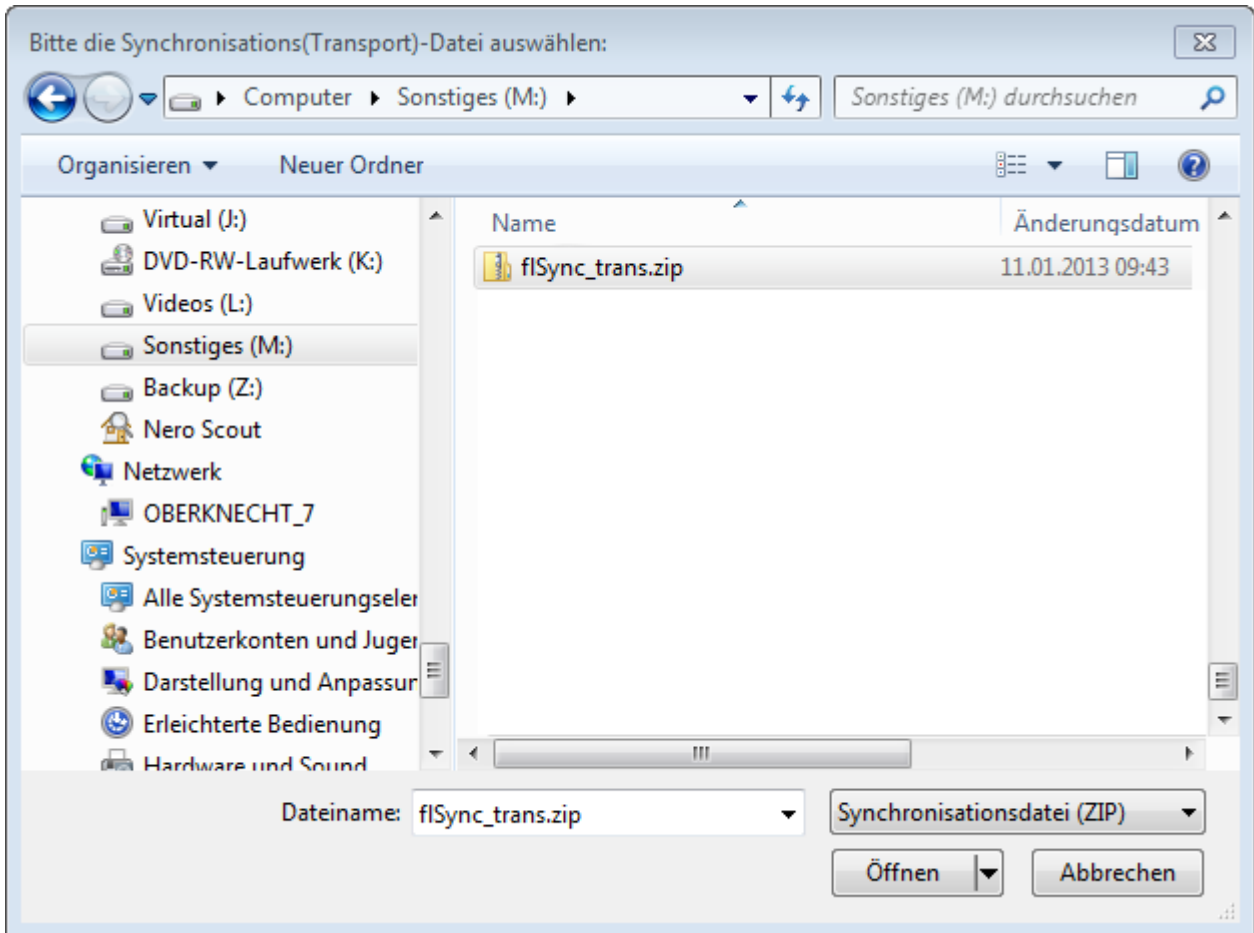 Bitte die Synchronisations(Transport)-Datei auswählen:
Computer Sonstiges (M:)
Sonstiges (M:) durchsuchen
Organisieren Neuer Ordner
Virtual (J:)
DVD-RW-Laufwerk (K:)
Videos (L:)
Sonstiges (M:)
Backup (Z:)
Nero Scout
Netzwerk
OBERKNECHT_7
Systemsteuerung
Alle Systemsteuerungseler
Benutzerkonten und Juger
Darstellung und Anpassur
Erleichterte Bedienung
Hardware und Sound
Name Änderungsdatum
flSync_trans.zip 11.01.2013 09:43
Dateiname: flSync_trans.zip Synchronisationsdatei (ZIP)
Öffnen Abbrechen